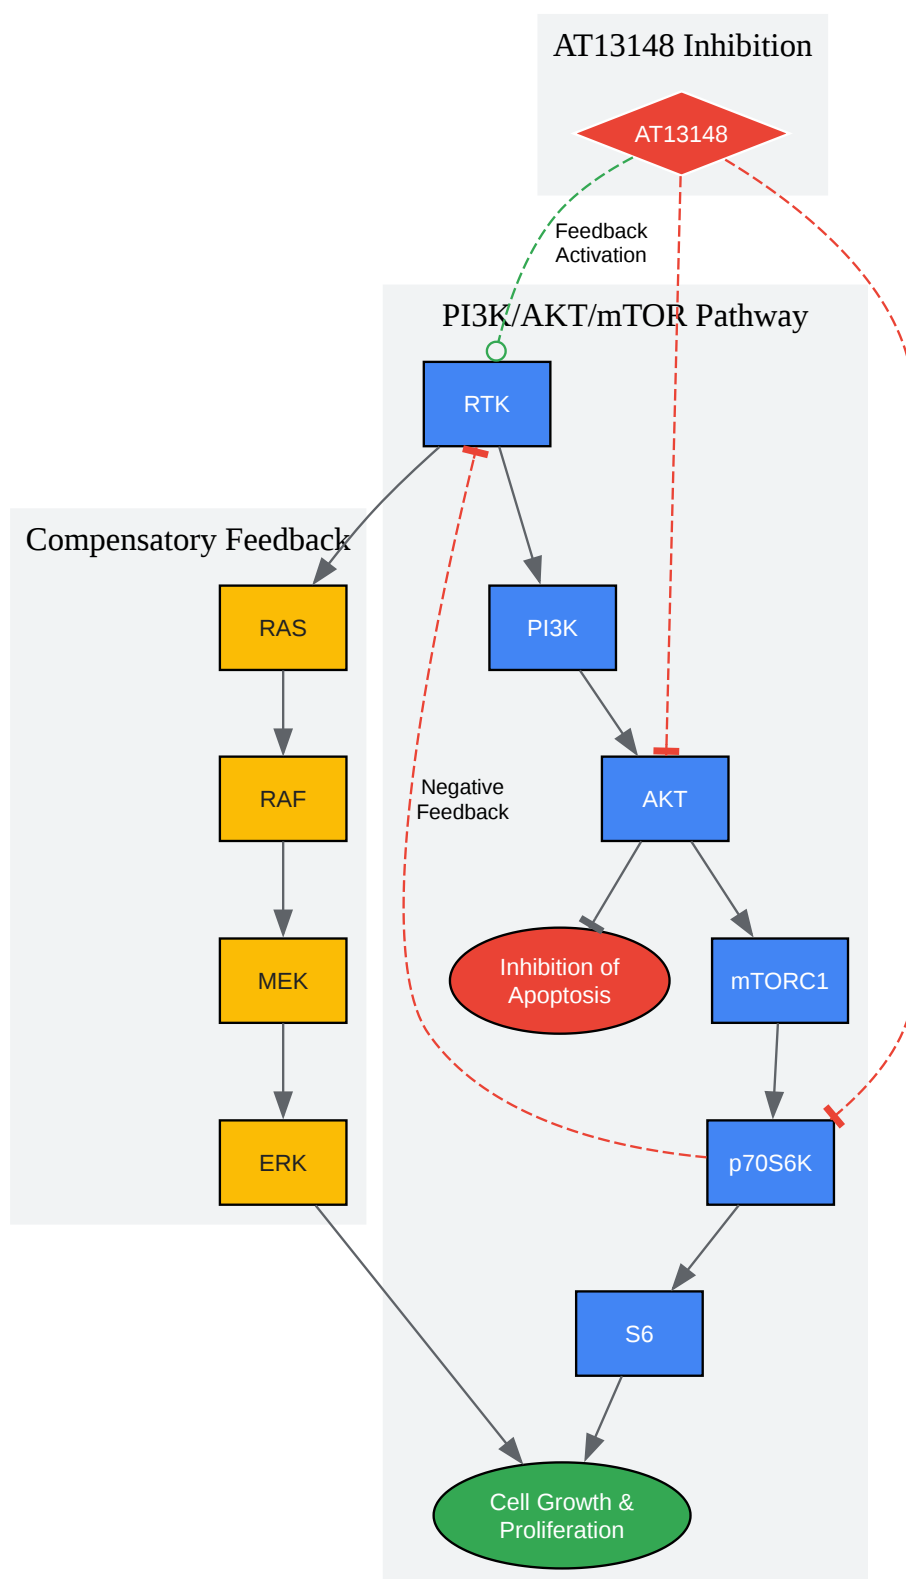 AT13148 Inhibition
AT13148
Feedback
Activation
PI3K/AKT/mTOR Pathway
RTK
Compensatory Feedback
RAS
PI3K
RAF
Negative
Feedback
AKT
MEK
Inhibition of
Apoptosis
mTORC1
ERK
p70S6K
S6
Cell Growth &
Proliferation